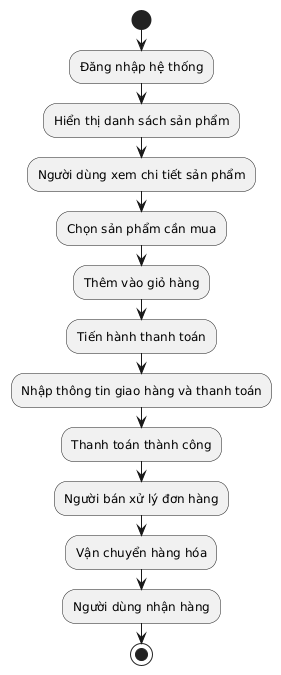 Đăng nhập hệ thống
Hiển thị danh sách sản phẩm
Người dùng xem chi tiết sản phẩm
Chọn sản phẩm cần mua
Thêm vào giỏ hàng
Tiến hành thanh toán
Nhập thông tin giao hàng và thanh toán
Thanh toán thành công
Người bán xử lý đơn hàng
Vận chuyển hàng hóa
Người dùng nhận hàng